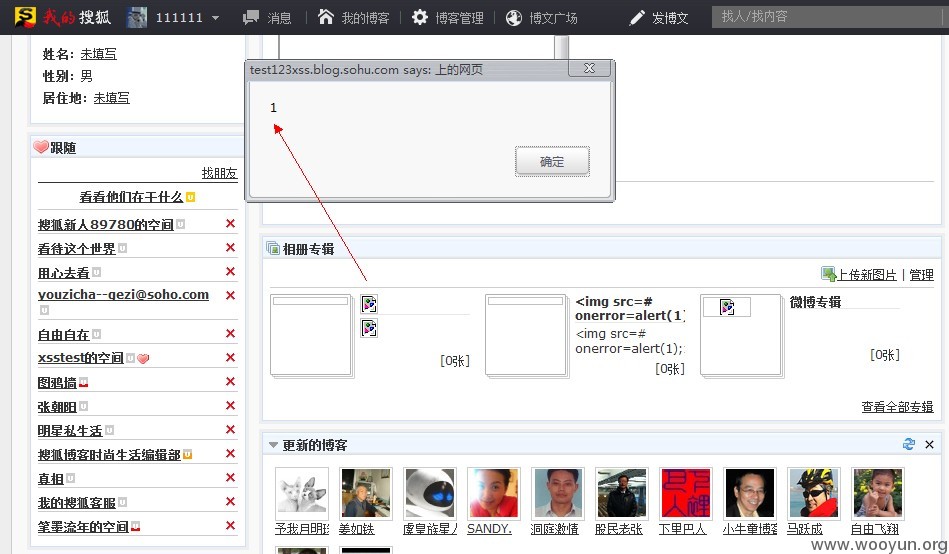 我的搜狐 111111 消息 我的博客 博客管理 博文广场 发博文 找人/找内容
姓名: 未填写
性别: 男
居住地: 未填写
test123xss.blog.sohu.com says: 上的网页
1
确定
跟随
找朋友
看看他们在干什么
搜狐新人89780的空间
看待这个世界
用心去看
youzicha--gezi@soho.com
自由自在
xsstest的空间
图鸦墙
张朝阳
明星私生活
搜狐博客时尚生活编辑部
真相
我的搜狐客服
笔墨流年的空间
相册专辑
上传新图片 | 管理
[0张]
<img src=#
onerror=alert(1)
<img src=#
onerror=alert(1);
[0张]
微博专辑
[0张]
查看全部专辑
更新的博客
予我月明 姜如铁 虞里旅星人 SANDY. 洞庭激情 股民老张 下里巴人 小牛童博客 马跃成 自由飞翔
www.wooyun.org